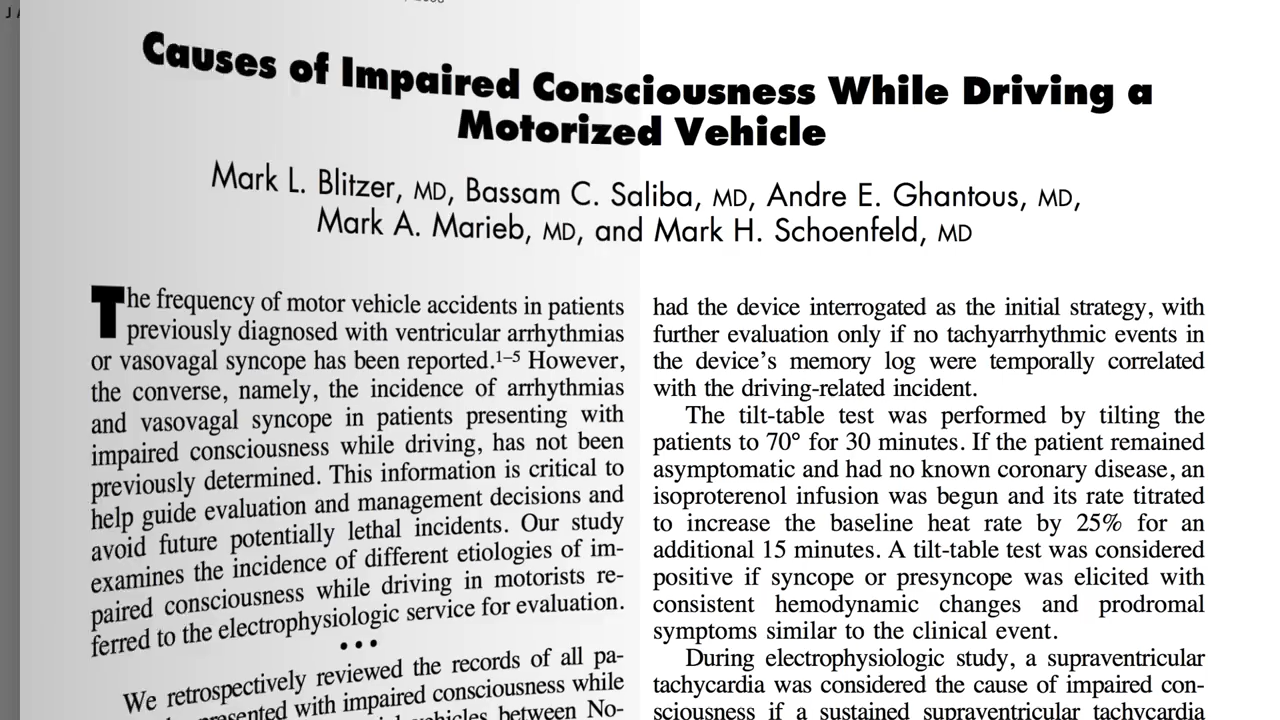 Causes of Impaired Consciousness While Driving a
Motorized Vehicle
Mark L. Blitzer, MD, Bassam C. Saliba, MD, Andre E. Ghantous, MD,
Mark A. Marieb, MD, and Mark H. Schoenfeld, MD
The frequency of motor vehicle accidents in patients
previously diagnosed with ventricular arrhythmias
or vasovagal syncope has been reported.1–5 However,
the converse, namely, the incidence of arrhythmias
and vasovagal syncope in patients presenting with
impaired consciousness while driving, has not been
previously determined. This information is critical to
help guide evaluation and management decisions and
avoid future potentially lethal incidents. Our study
examines the incidence of different etiologies of im-
paired consciousness while driving in motorists re-
ferred to the electrophysiologic service for evaluation.
•••
We retrospectively reviewed the records of all pa-
with impaired consciousness while
between No-
had the device interrogated as the initial strategy, with
further evaluation only if no tachyarrhythmic events in
the device's memory log were temporally correlated
with the driving-related incident.
The tilt-table test was performed by tilting the
patients to 70° for 30 minutes. If the patient remained
asymptomatic and had no known coronary disease, an
isoproterenol infusion was begun and its rate titrated
to increase the baseline heat rate by 25% for an
additional 15 minutes. A tilt-table test was considered
positive if syncope or presyncope was elicited with
consistent hemodynamic changes and prodromal
symptoms similar to the clinical event.
During electrophysiologic study, a supraventricular
tachycardia was considered the cause of impaired con-
sciousness if a sustained supraventricular tachycardia